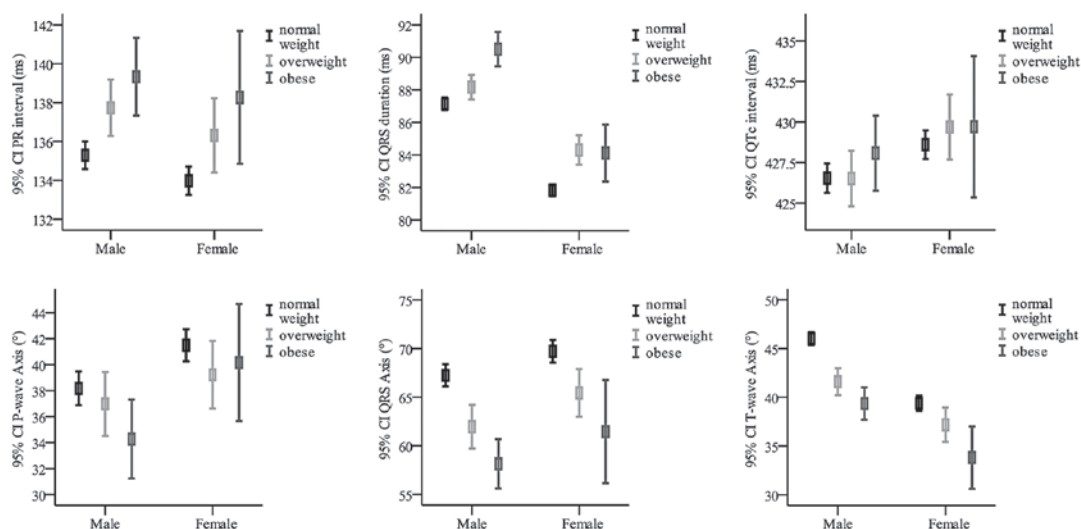 95% CI PR interval (ms)
142
140
138
136
134
132
Male
Female
normal
weight
overweight
obese
95% CI QRS duration (ms)
92
90
88
86
84
82
80
Male
Female
normal
weight
overweight
obese
95% CI QTc interval (ms)
435
432.5
430
427.5
425
Male
Female
normal
weight
overweight
obese
95% CI P-wave Axis (°)
44
42
40
38
36
34
32
30
Male
Female
normal
weight
overweight
obese
95% CI QRS Axis (°)
75
70
65
60
55
Male
Female
normal
weight
overweight
obese
95% CI T-wave Axis (°)
50
45
40
35
30
Male
Female
normal
weight
overweight
obese